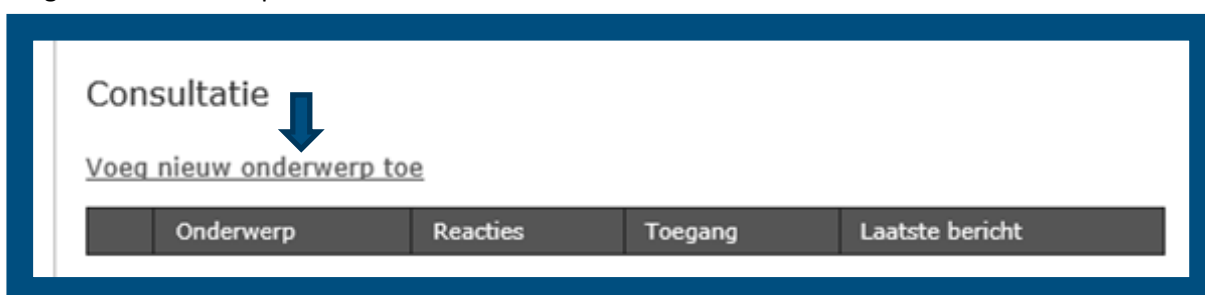 Consultatie
Voeg nieuw onderwerp toe
Onderwerp Reacties Toegang Laatste bericht